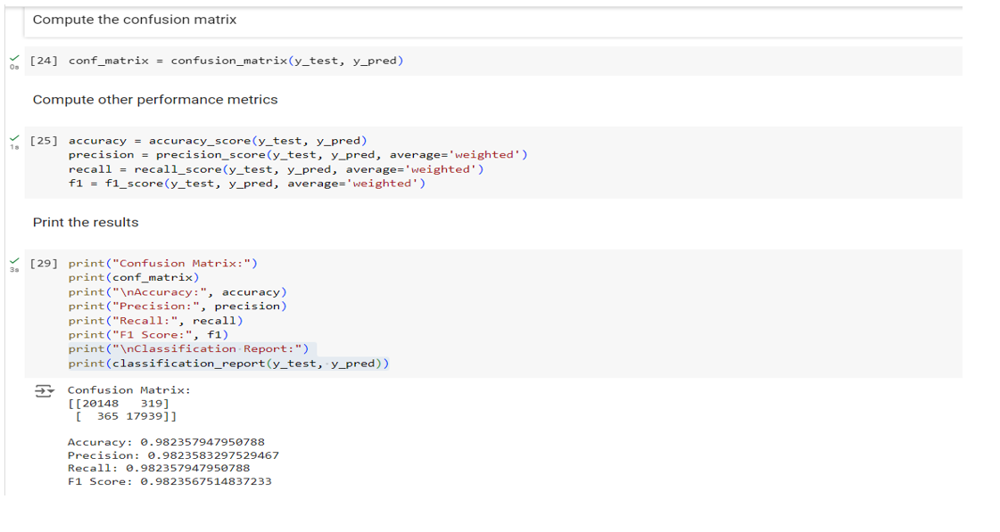 Compute the confusion matrix
0s
[24] conf_matrix = confusion_matrix(y_test, y_pred)
Compute other performance metrics
1s
[25] accuracy = accuracy_score(y_test, y_pred)
precision = precision_score(y_test, y_pred, average='weighted')
recall = recall_score(y_test, y_pred, average='weighted')
f1 = f1_score(y_test, y_pred, average='weighted')
Print the results
3s
[29] print("Confusion Matrix:")
print(conf_matrix)
print("\nAccuracy:", accuracy)
print("Precision:", precision)
print("Recall:", recall)
print("F1 Score:", f1)
print("\nClassification Report:")
print(classification_report(y_test, y_pred))
Confusion Matrix:
[[20148   319]
 [  365 17939]]
Accuracy: 0.982357947950788
Precision: 0.9823583297529467
Recall: 0.982357947950788
F1 Score: 0.9823567514837233